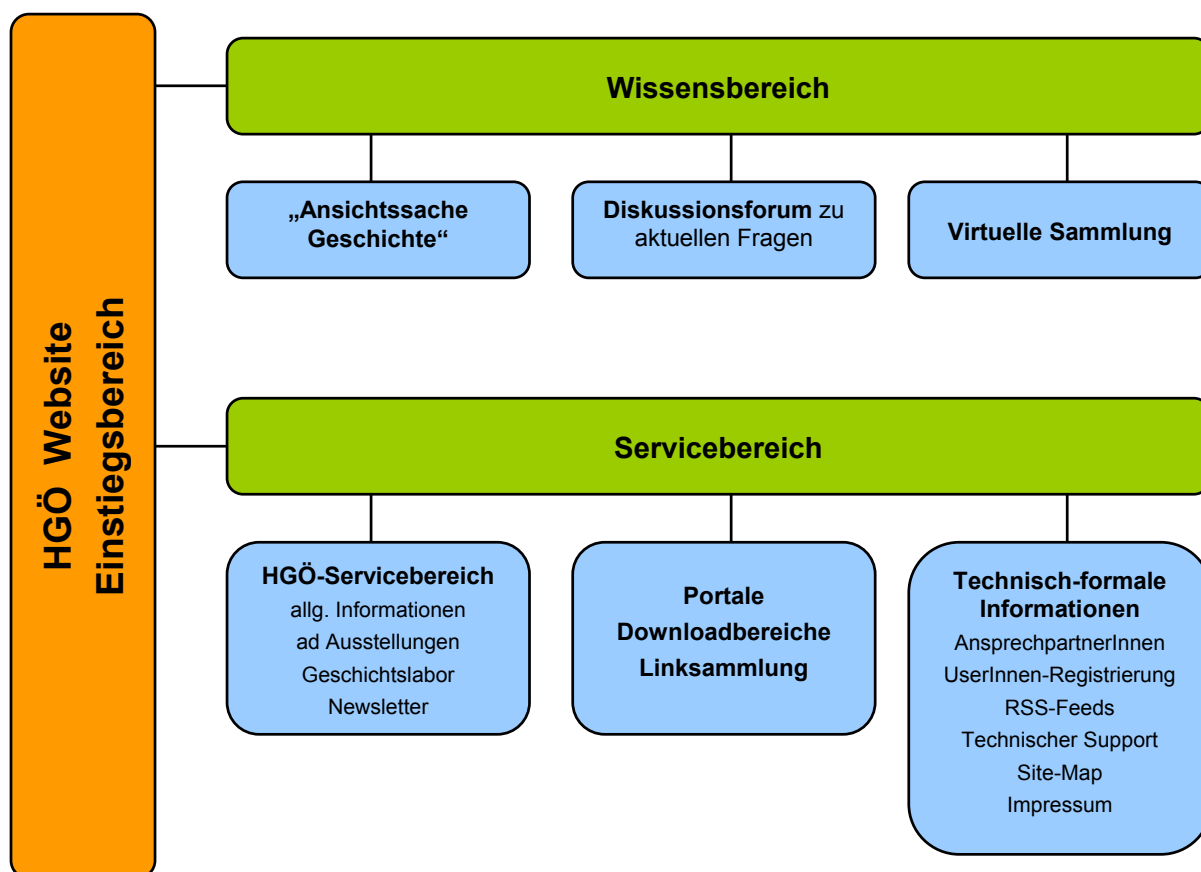 HGÖ Website
Einstiegsbereich
Wissensbereich
„Ansichtssache
Geschichte“
Diskussionsforum zu
aktuellen Fragen
Virtuelle Sammlung
Servicebereich
HGÖ-Servicebereich
allg. Informationen
ad Ausstellungen
Geschichtslabor
Newsletter
Portale
Downloadbereiche
Linksammlung
Technisch-formale
Informationen
AnsprechpartnerInnen
UserInnen-Registrierung
RSS-Feeds
Technischer Support
Site-Map
Impressum